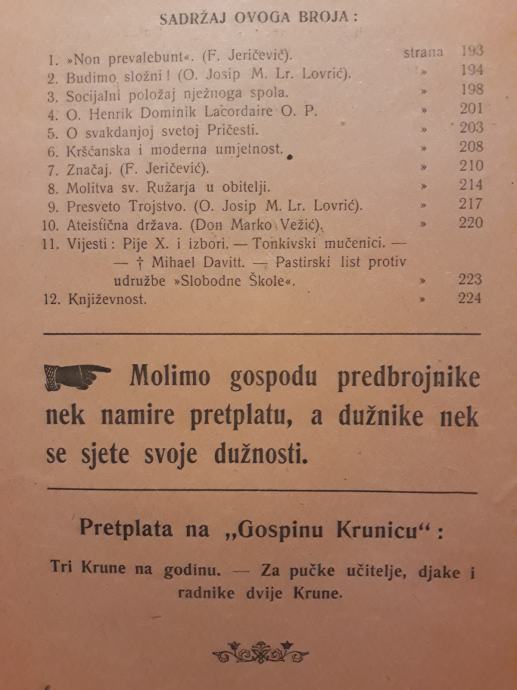 SADRŽAJ OVOGA BROJA :
1. »Non prevalebunt«. (F. Jeričević). strana 193
2. Budimo složni! (O. Josip M. Lr. Lovrić). » 194
3. Socijalni položaj nježnoga spola. » 198
4. O. Henrik Dominik Lacordaire O. P. » 201
5. O svakdanjoj svetoj Pričesti. » 203
6. Kršćanska i moderna umjetnost. » 208
7. Značaj. (F. Jeričević.) » 210
8. Molitva sv. Ružarja u obitelji. » 214
9. Presveto Trojstvo. (O. Josip M. Lr. Lovrić). » 217
10. Ateistična država. (Don Marko Vežić). » 220
11. Vijesti : Pije X. i izbori. — Tonkivski mučenici. —
— † Mihael Davitt. — Pastirski list protiv
udružbe »Slobodne Škole«. » 223
12. Književnost. » 224
Molimo gospodu predbrojnike
nek namire pretplatu, a dužnike nek
se sjete svoje dužnosti.
Pretplata na „Gospinu Krunicu" :
Tri Krune na godinu. — Za pučke učitelje, djake i
radnike dvije Krune.